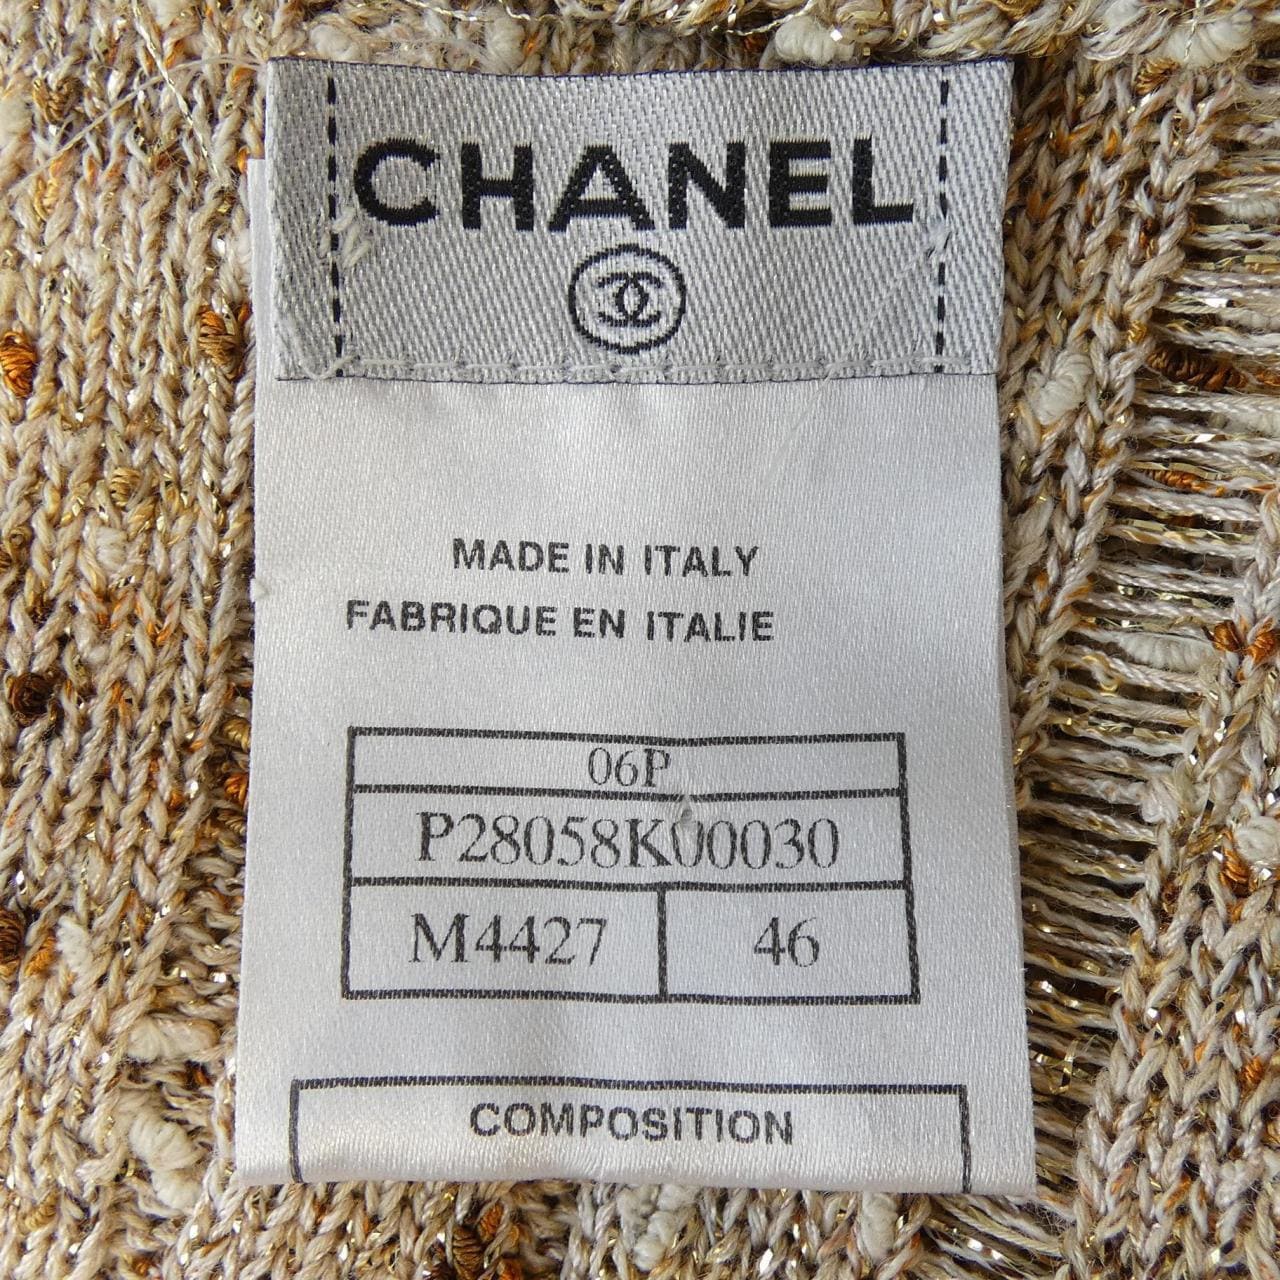 CHANEL
MADE IN ITALY
FABRIQUE EN ITALIE
06P
P28058K00030
M4427 46
COMPOSITION